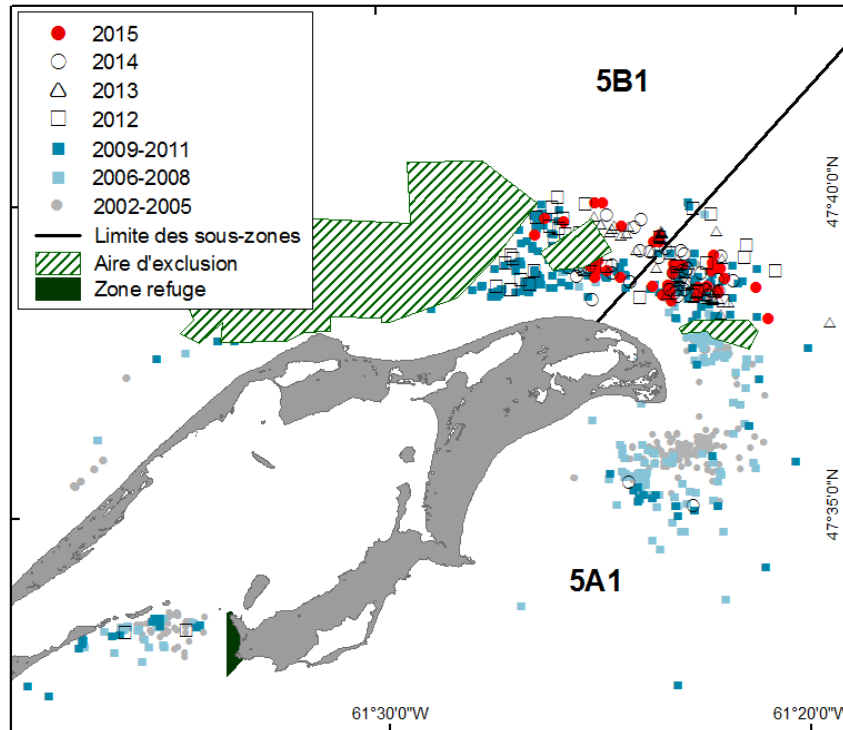 2015
2014
2013
2012
2009-2011
2006-2008
2002-2005
Limite des sous-zones
Aire d'exclusion
Zone refuge
5B1
47°40'0"N
47°35'0"N
5A1
61°30'0"W
61°20'0"W